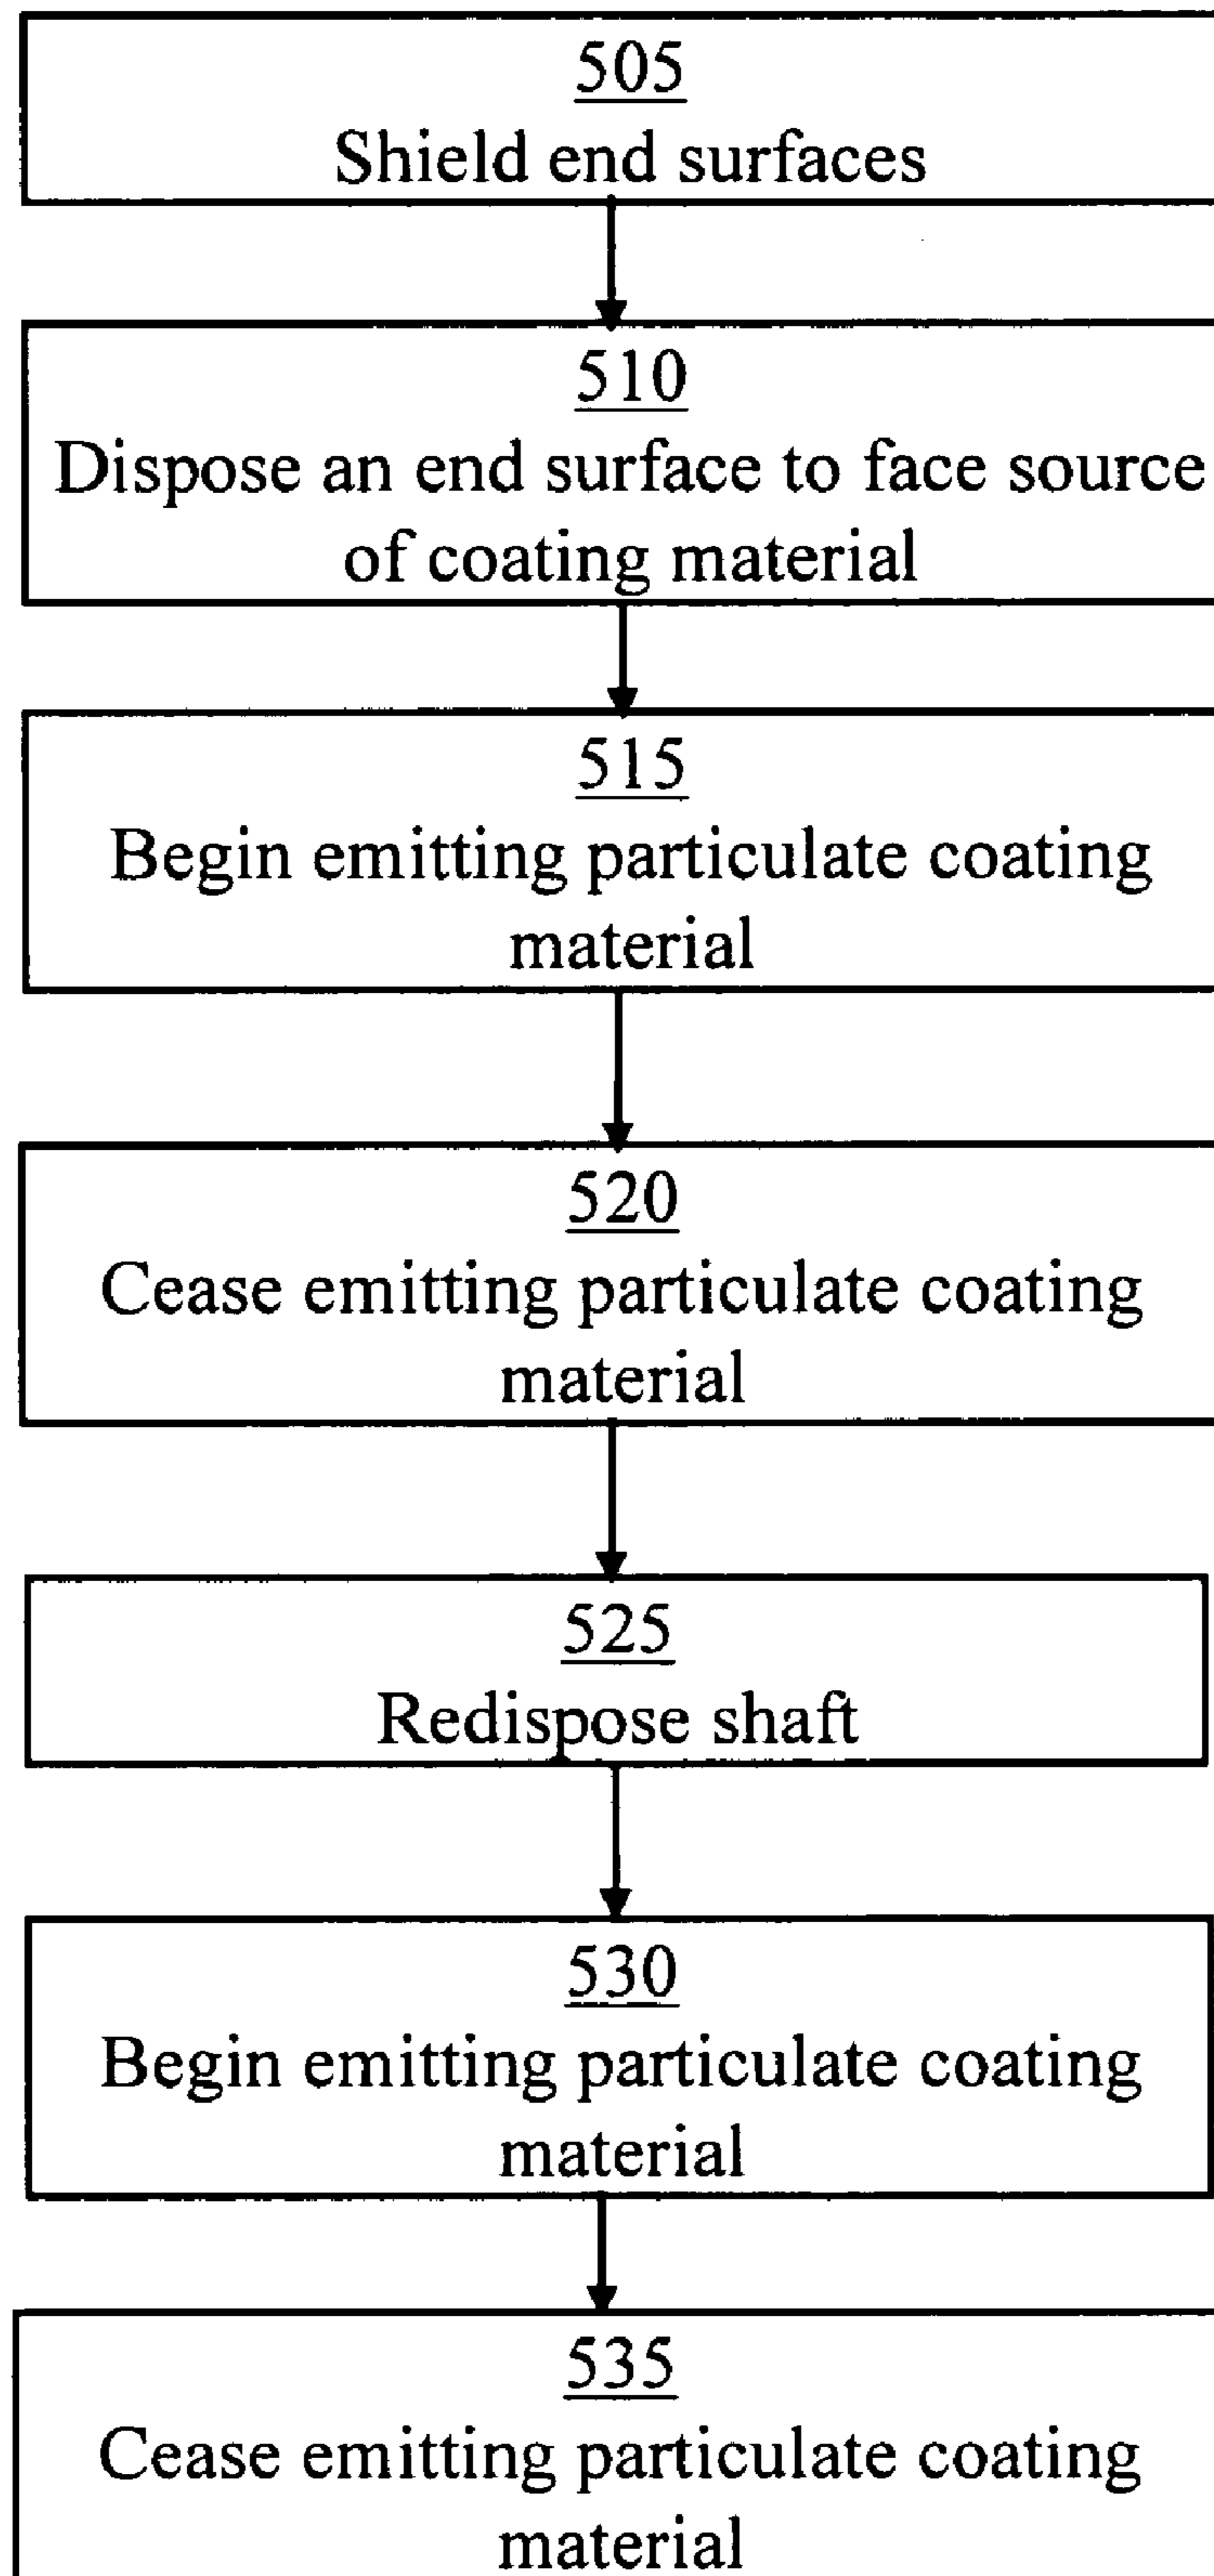 505
Shield end surfaces
510
Dispose an end surface to face source
of coating material
515
Begin emitting particulate coating
material
520
Cease emitting particulate coating
material
525
Redispose shaft
530
Begin emitting particulate coating
material
535
Cease emitting particulate coating
material